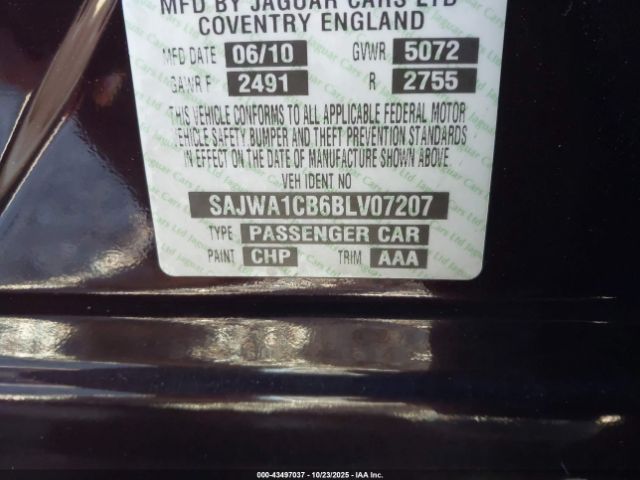 MFD BY JAGUAR CARS LTD
COVENTRY ENGLAND
MFD DATE 06/10 GVWR 5072
GAWR F 2491 R 2755
THIS VEHICLE CONFORMS TO ALL APPLICABLE FEDERAL MOTOR
VEHICLE SAFETY BUMPER AND THEFT PREVENTION STANDARDS
IN EFFECT ON THE DATE OF MANUFACTURE SHOWN ABOVE.
VEH IDENT NO
SAJWA1CB6BLV07207
TYPE PASSENGER CAR
PAINT CHP TRIM AAA
000-43497037 - 10/23/2025 - IAA Inc.